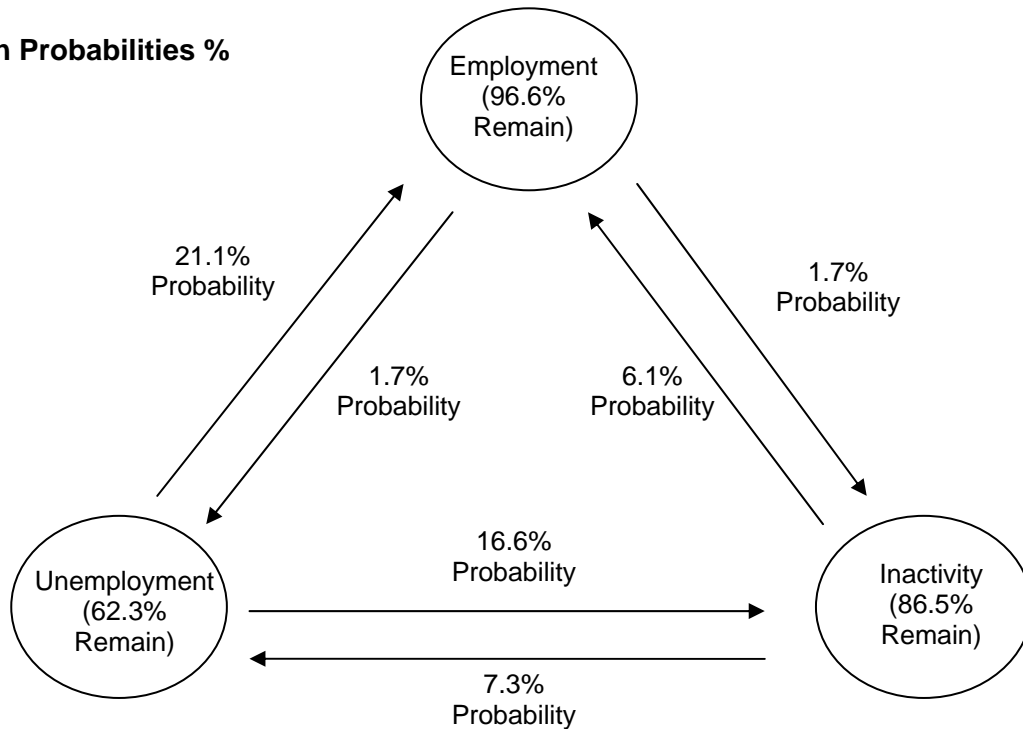 n Probabilities %
Employment
(96.6%
Remain)
21.1%
Probability
1.7%
Probability
1.7%
Probability
6.1%
Probability
Unemployment
(62.3%
Remain)
16.6%
Probability
Inactivity
(86.5%
Remain)
7.3%
Probability